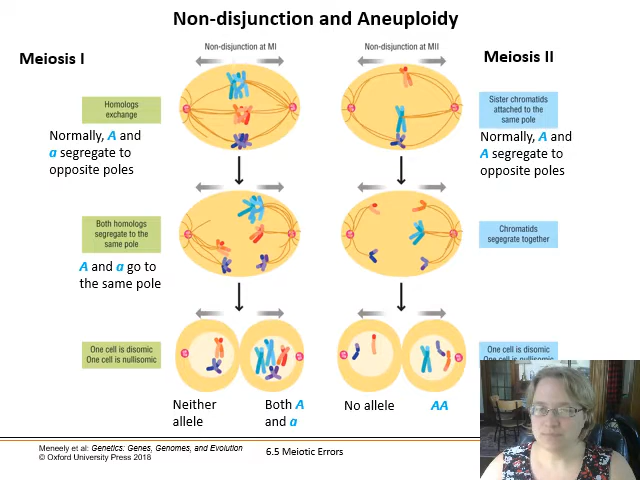 Non-disjunction and Aneuploidy
Meiosis I
Non-disjunction at MI
Non-disjunction at MII
Meiosis II
Homologs
exchange
Sister chromatids
attached to the
same pole
Normally, A and
a segregate to
opposite poles
Normally, A and
A segregate to
opposite poles
Both homologs
segregate to the
same pole
Chromatids
segegrate together
A and a go to
the same pole
One cell is disomic
One cell is nullisomic
One cell is disomic
One cell is nullisomic
Neither
allele
Both A
and a
No allele
AA
Meneely et al: Genetics: Genes, Genomes, and Evolution
© Oxford University Press 2018
6.5 Meiotic Errors